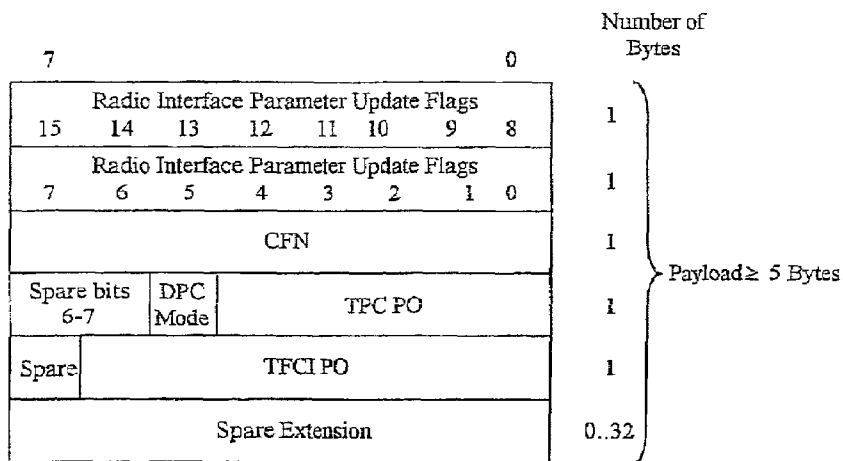 Number of
Bytes
7 0
Radio Interface Parameter Update Flags
15 14 13 12 11 10 9 8
1
Radio Interface Parameter Update Flags
7 6 5 4 3 2 1 0
1
CFN
1
Spare bits
6-7
DPC
Mode
TPC PO
1
Spare
TFCI PO
1
Spare Extension
0..32
Payload≥ 5 Bytes